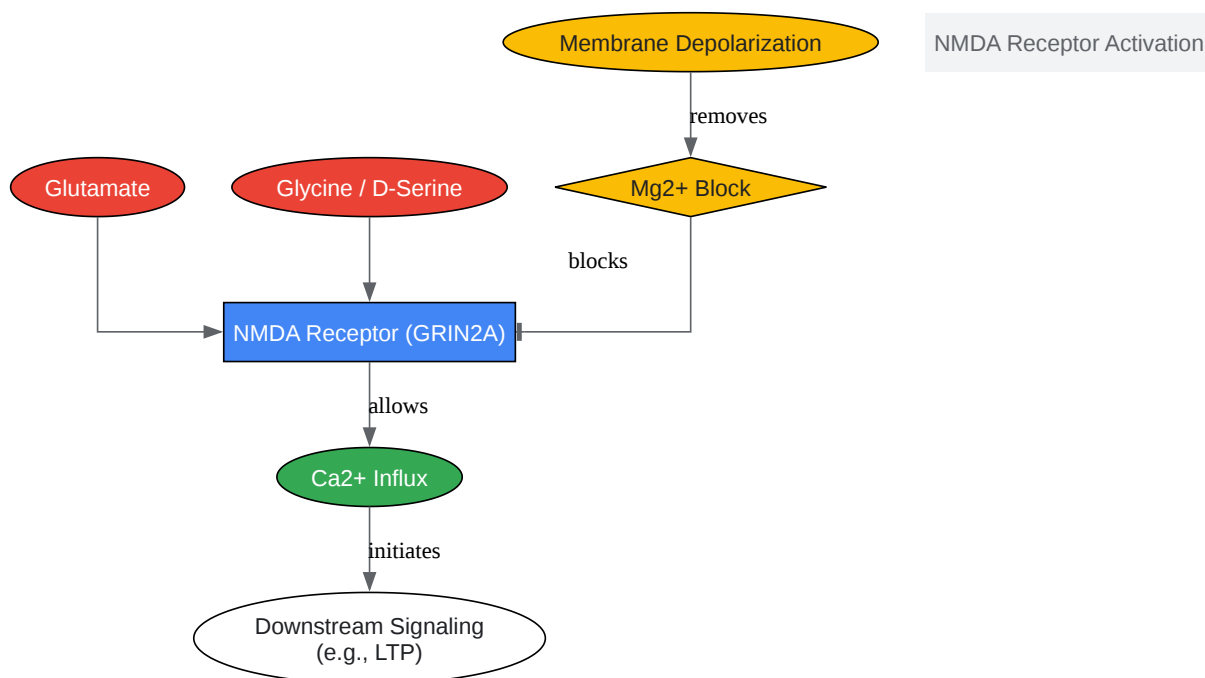 Membrane Depolarization
NMDA Receptor Activation
removes
Glutamate
Glycine / D-Serine
Mg2+ Block
blocks
NMDA Receptor (GRIN2A)
allows
Ca2+ Influx
initiates
Downstream Signaling
(e.g., LTP)